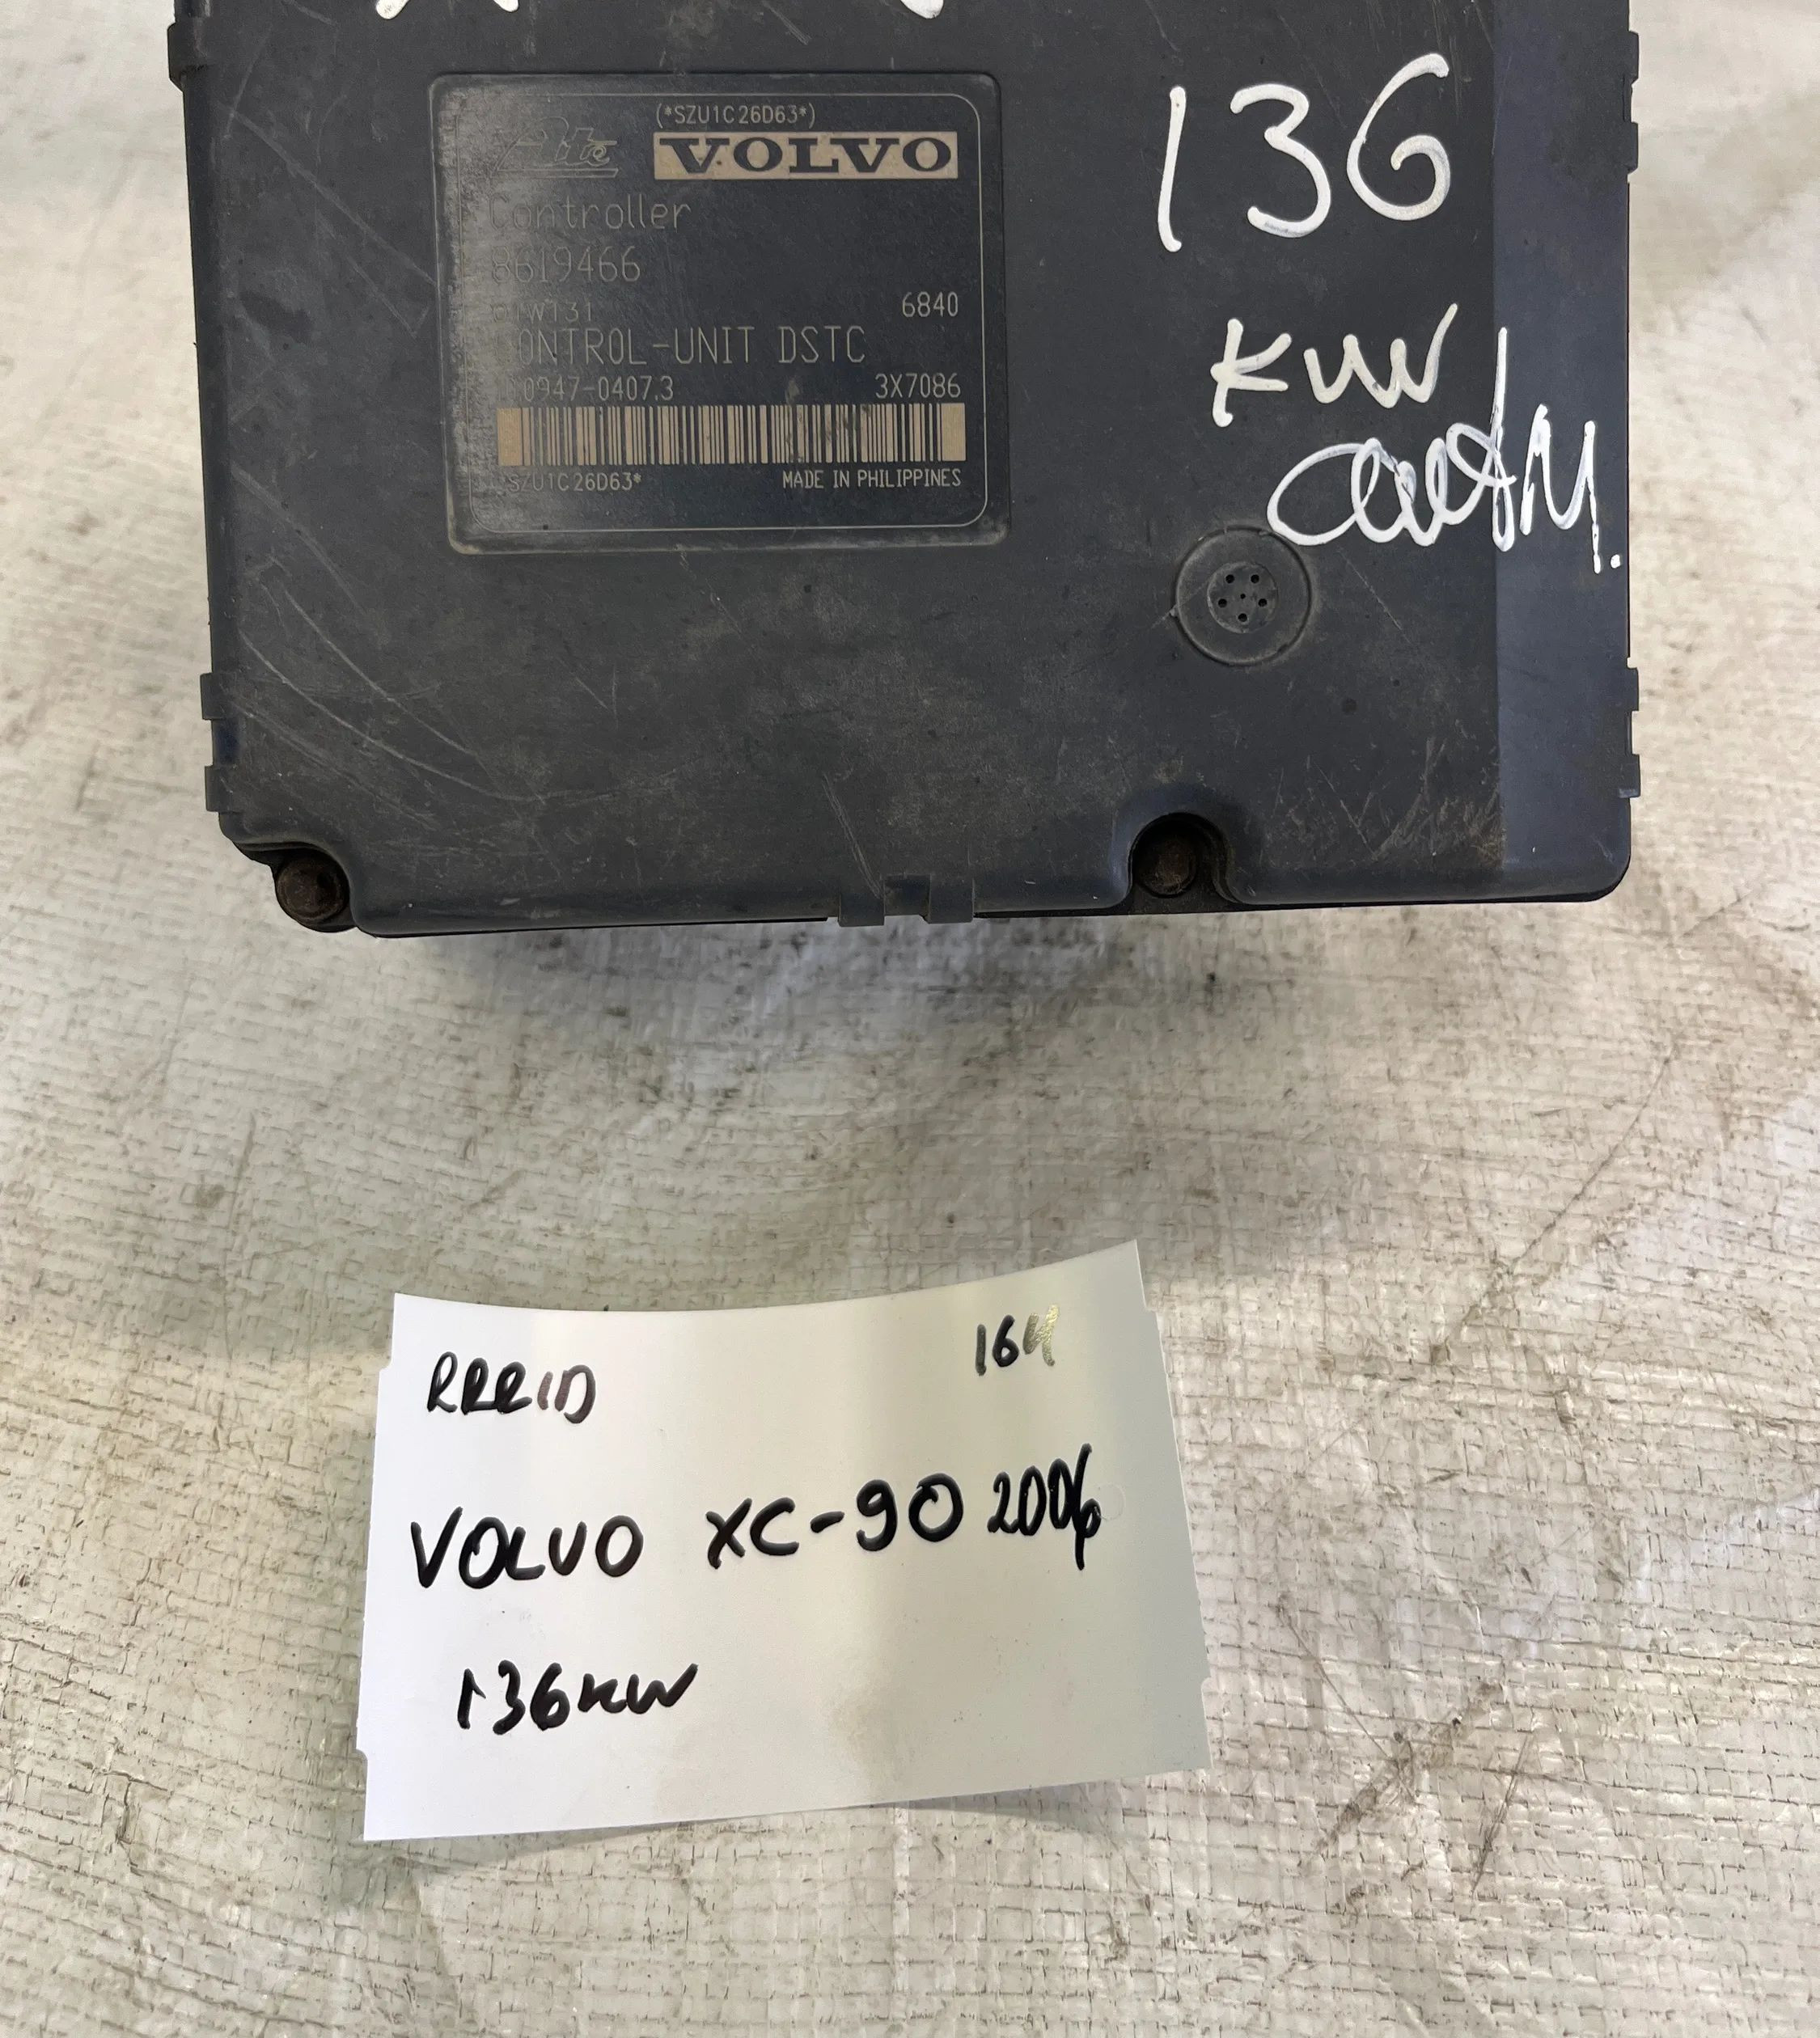 (*SZU1C26D63*)
Ate VOLVO
Controller
8619466
6840
CONTROL-UNIT DSTC
0947-0407.3 3X7086
SZU1C26D63*
MADE IN PHILIPPINES
136
KW
RRRID 164
VOLVO XC-90 2006
136KW